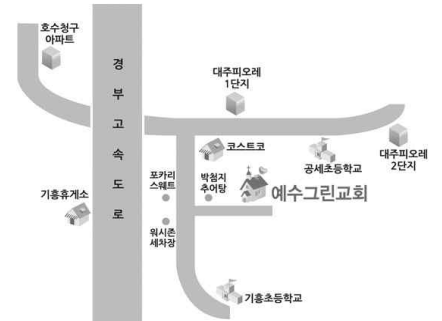 호수청구
아파트
경
부
고
속
도
로
대주피오레
1단지
코스트코
공세초등학교
대주피오레
2단지
포카리
스웨트
박첨지
추어탕
예수그린교회
기흥휴게소
워시존
세차장
기흥초등학교